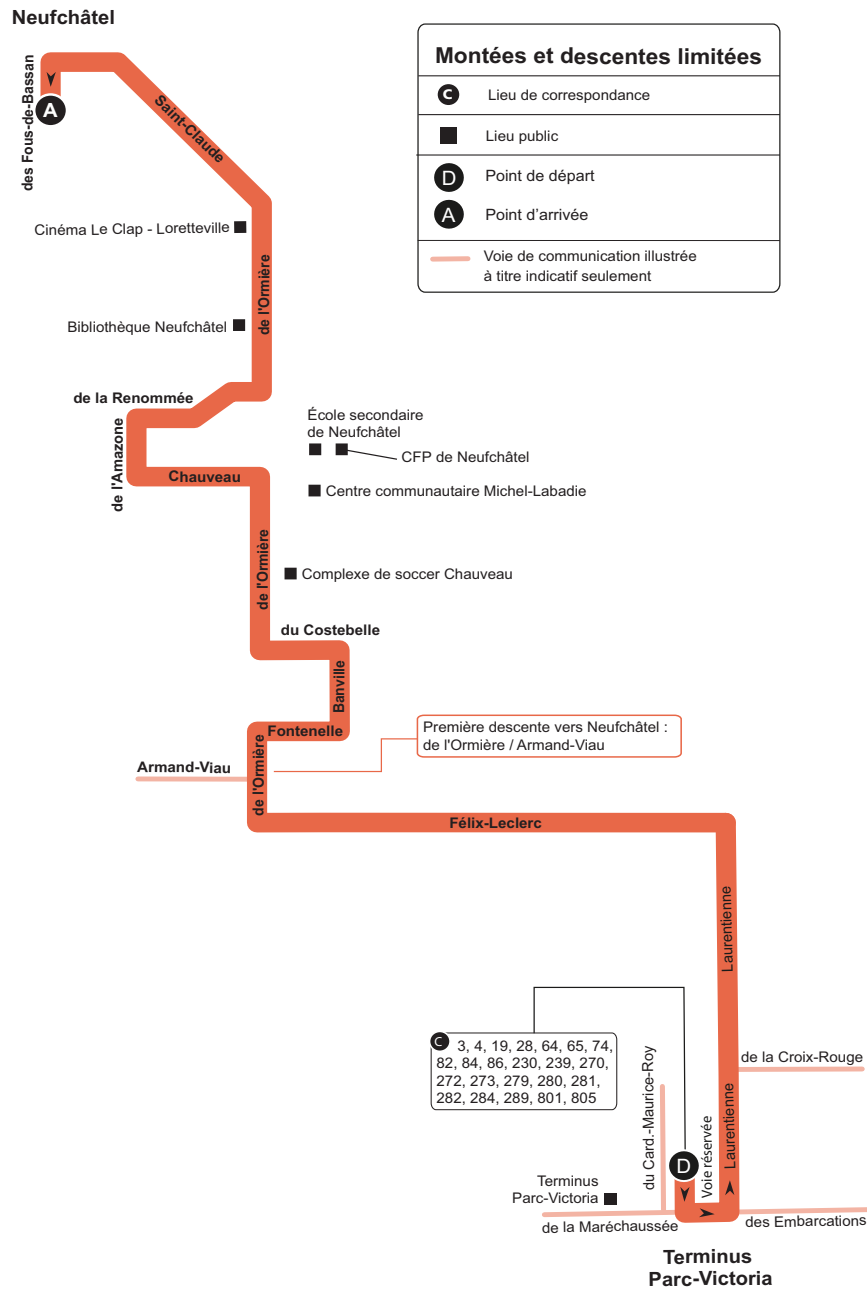 Neufchâtel
des Fous-de-Bassan
A
Saint-Claude
Montées et descentes limitées
C Lieu de correspondance
Lieu public
D Point de départ
A Point d'arrivée
Voie de communication illustrée
à titre indicatif seulement
Cinéma Le Clap - Loretteville
de l'Ormière
Bibliothèque Neufchâtel
de la Renommée
de l'Amazone
Chauveau
École secondaire
de Neufchâtel
CFP de Neufchâtel
Centre communautaire Michel-Labadie
de l'Ormière
Complexe de soccer Chauveau
du Costebelle
Banville
Fontenelle
de l'Ormière
Première descente vers Neufchâtel :
de l'Ormière / Armand-Viau
Armand-Viau
Félix-Leclerc
Laurentienne
C 3, 4, 19, 28, 64, 65, 74,
82, 84, 86, 230, 239, 270,
272, 273, 279, 280, 281,
282, 284, 289, 801, 805
de la Croix-Rouge
du Card.-Maurice-Roy
D
Voie réservée
Laurentienne
Terminus
Parc-Victoria
de la Maréchaussée
des Embarcations
Terminus
Parc-Victoria